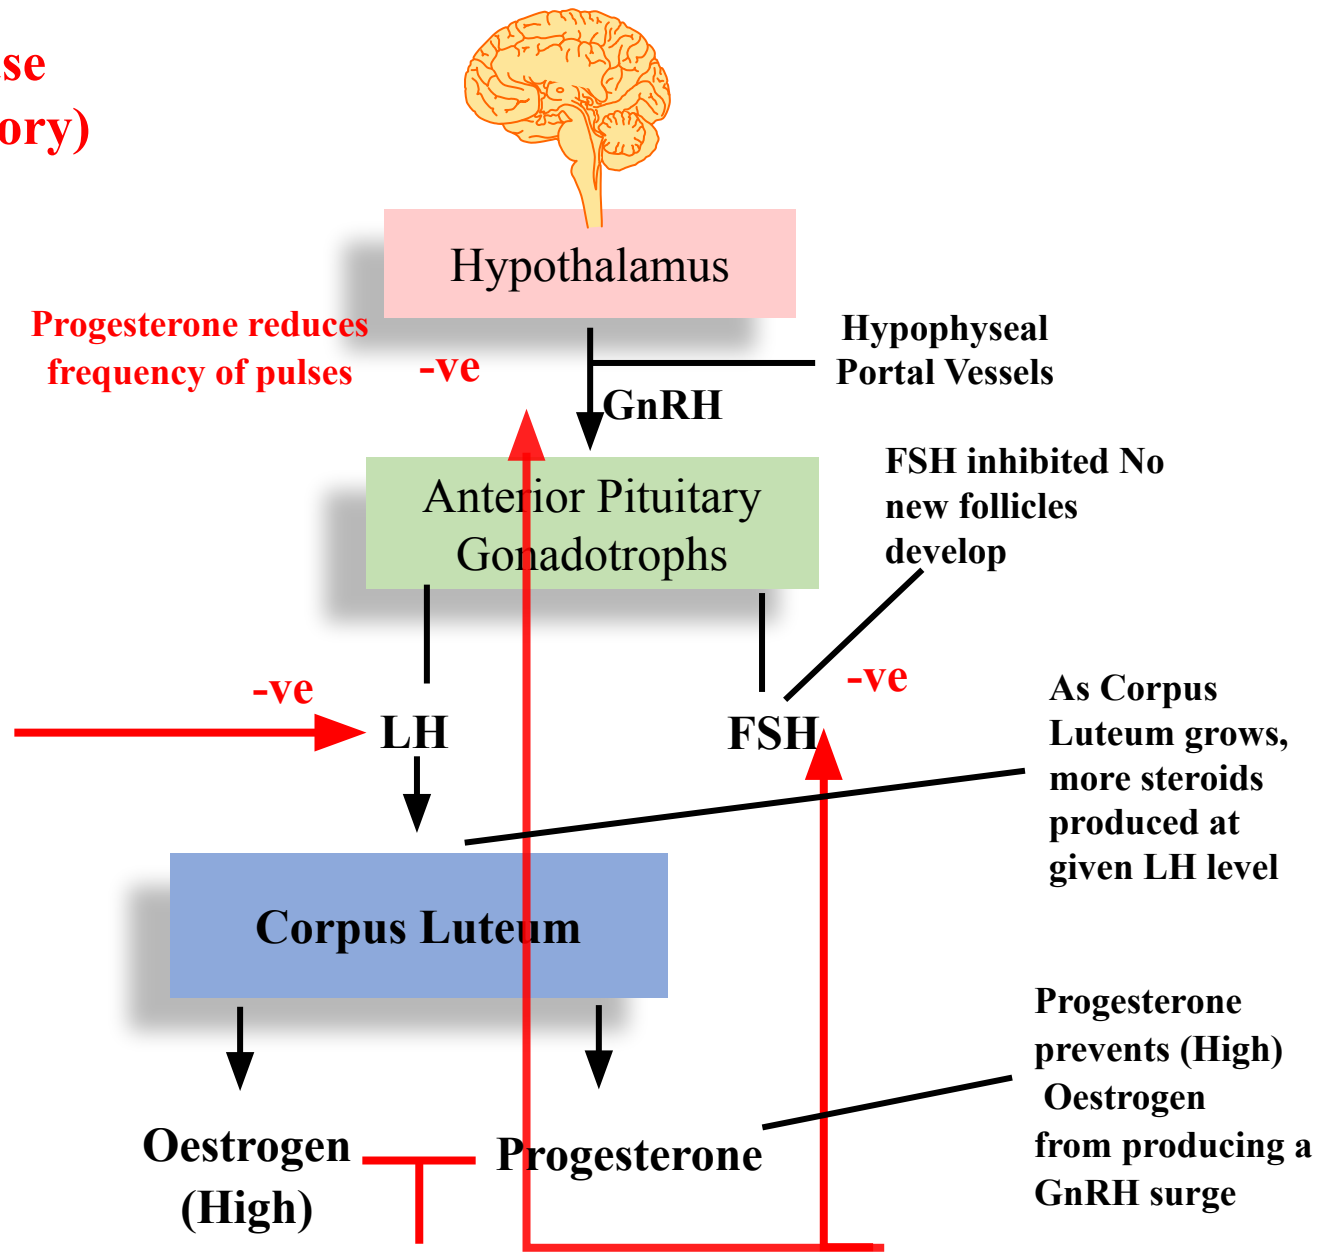 se
ory)
Hypothalamus
Progesterone reduces
frequency of pulses
-ve
Hypophyseal
Portal Vessels
GnRH
FSH inhibited No
new follicles
develop
Anterior Pituitary
Gonadotrophs
-ve
LH
FSH
-ve
As Corpus
Luteum grows,
more steroids
produced at
given LH level
Corpus Luteum
Progesterone
prevents (High)
Oestrogen
from producing a
GnRH surge
Oestrogen
(High)
Progesterone